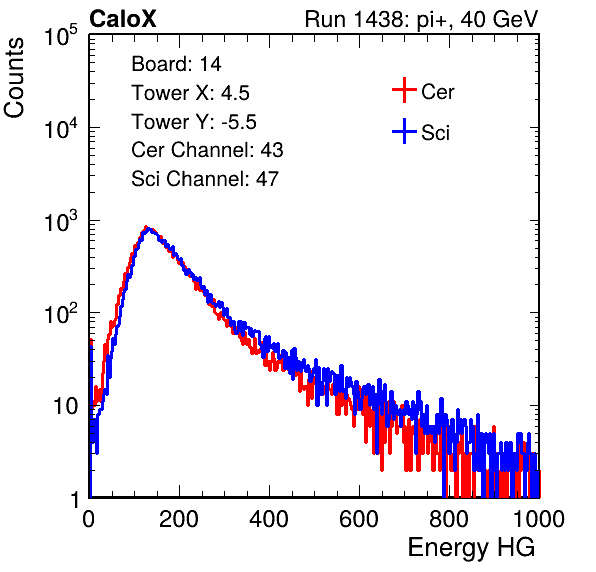 CaloX Run 1438: pi+, 40 GeV
Counts
Board: 14
Tower X: 4.5
Tower Y: -5.5
Cer Channel: 43
Sci Channel: 47
Cer
Sci
10^5
10^4
10^3
10^2
10
1
0 200 400 600 800 1000
Energy HG